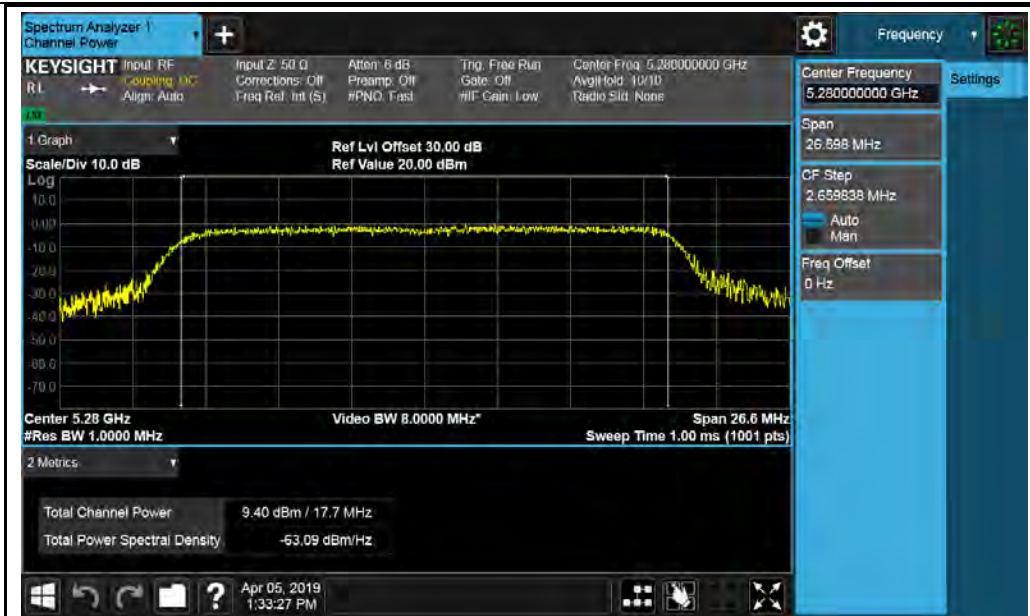 Spectrum Analyzer 1
Channel Power
+
Frequency
KEYSIGHT
RL
Input: RF
Coupling: DC
Align: Auto
Input Z: 50 Ω
Corrections: Off
Freq Ref: Int (S)
Atten: 6 dB
Preamp: Off
#PNO: Fast
Trig: Free Run
Gate: Off
#IF Gain: Low
Center Freq: 5.280000000 GHz
Avg|Hold: 10/10
Radio Std: None
Center Frequency
5.280000000 GHz
Settings
Span
26.598 MHz
CF Step
2.659838 MHz
Auto
Man
Freq Offset
0 Hz
1 Graph
Scale/Div 10.0 dB
Ref Lvl Offset 30.00 dB
Ref Value 20.00 dBm
Log
10.0
0.00
-10.0
-20.0
-30.0
-40.0
-50.0
-60.0
-70.0
Center 5.28 GHz
#Res BW 1.0000 MHz
Video BW 8.0000 MHz*
Span 26.6 MHz
Sweep Time 1.00 ms (1001 pts)
2 Metrics
Total Channel Power 9.40 dBm / 17.7 MHz
Total Power Spectral Density -63.09 dBm/Hz
?
Apr 05, 2019
1:33:27 PM